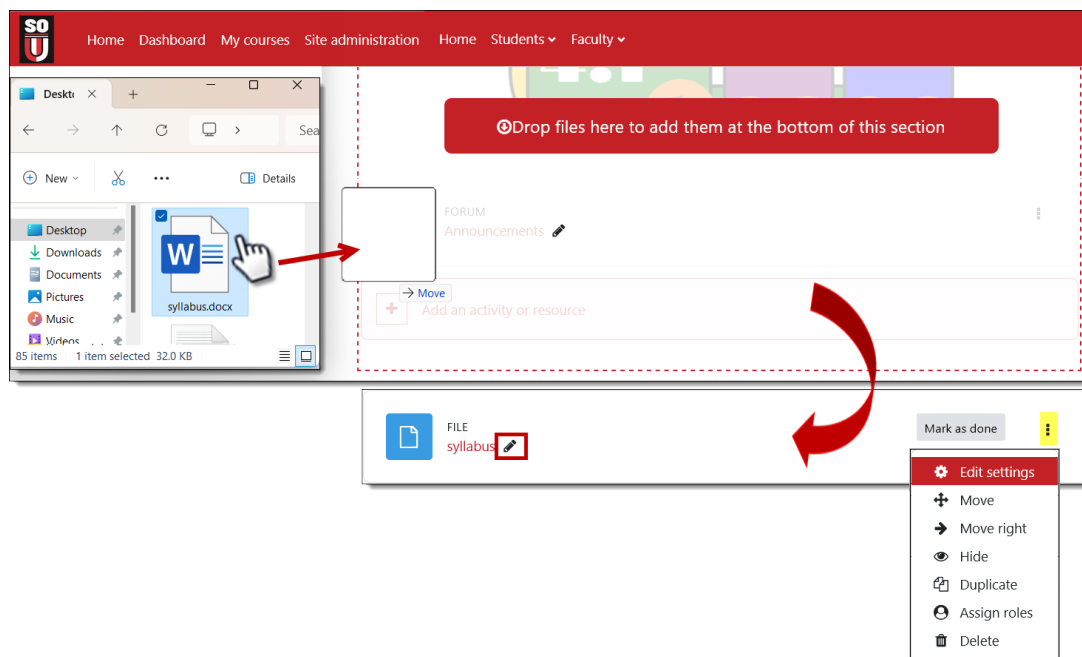 SO
U
Home Dashboard My courses Site administration Home Students Faculty
Deskt
Sea
New
Details
Desktop
Downloads
Documents
Pictures
Music
Videos
W
syllabus.docx
85 items 1 item selected 32.0 KB
Drop files here to add them at the bottom of this section
FORUM
Announcements
Move
Add an activity or resource
FILE
syllabus
Mark as done
Edit settings
Move
Move right
Hide
Duplicate
Assign roles
Delete